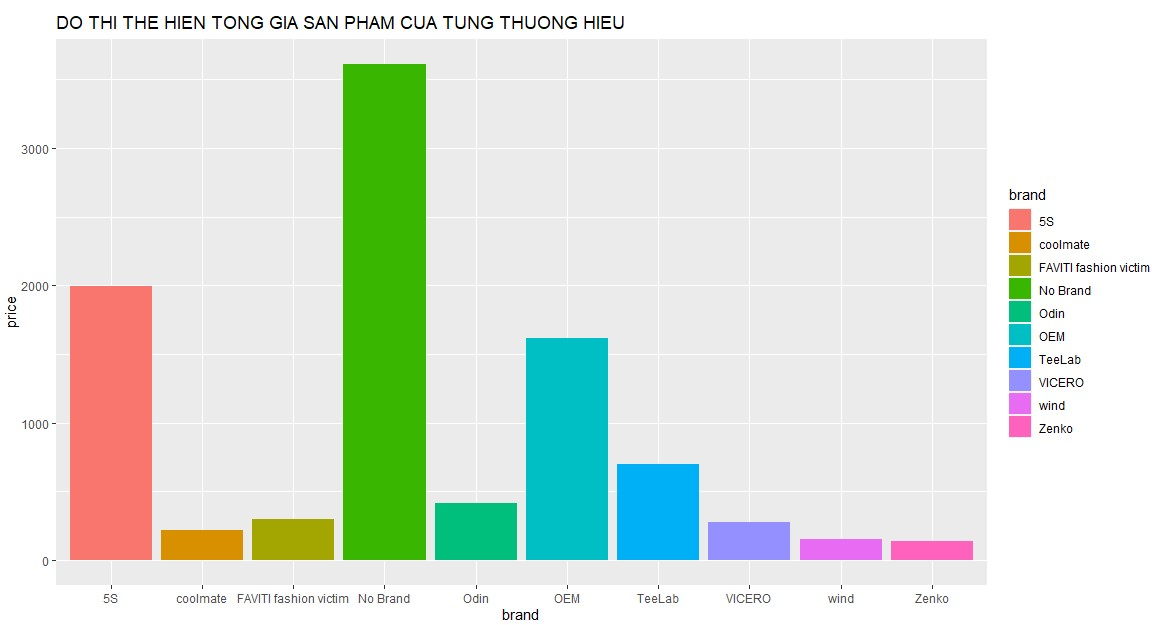 DO THI THE HIEN TONG GIA SAN PHAM CUA TUNG THUONG HIEU
price
3000
2000
1000
0
5S coolmate FAVITI fashion victim No Brand Odin OEM TeeLab VICERO wind Zenko
brand
brand
5S
coolmate
FAVITI fashion victim
No Brand
Odin
OEM
TeeLab
VICERO
wind
Zenko